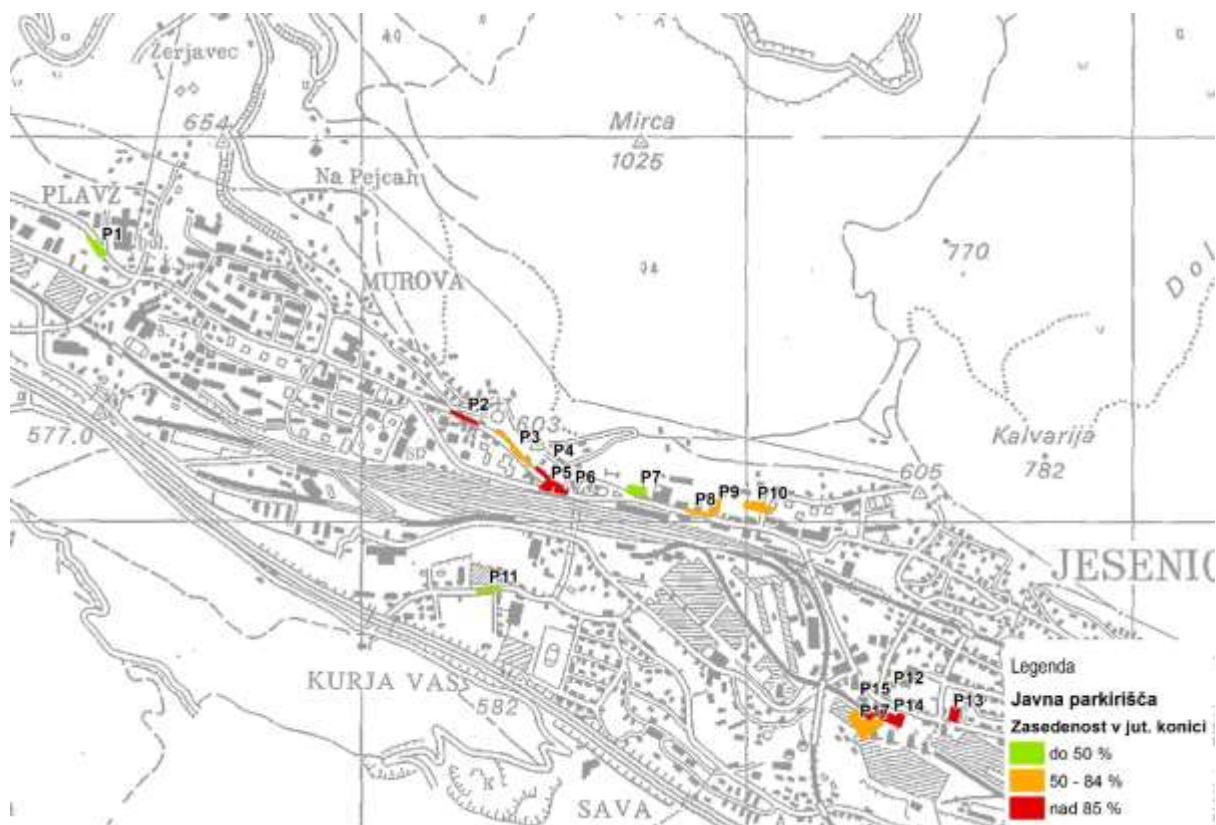 Žerjavec
654
Mirca
1025
Na Pejcah
PLAVŽ
P1
770
Dol
MUROVA
P2
603
P3
P4
577.0
Kalvarija
782
605
P5
P6
P7
P8
P9
P10
JESENIC
P11
KURJA VAS
582
P12
P15
P13
P14
P17
SAVA
Legenda
Javna parkirišča
Zasedenost v jut. konici
do 50 %
50 - 84 %
nad 85 %